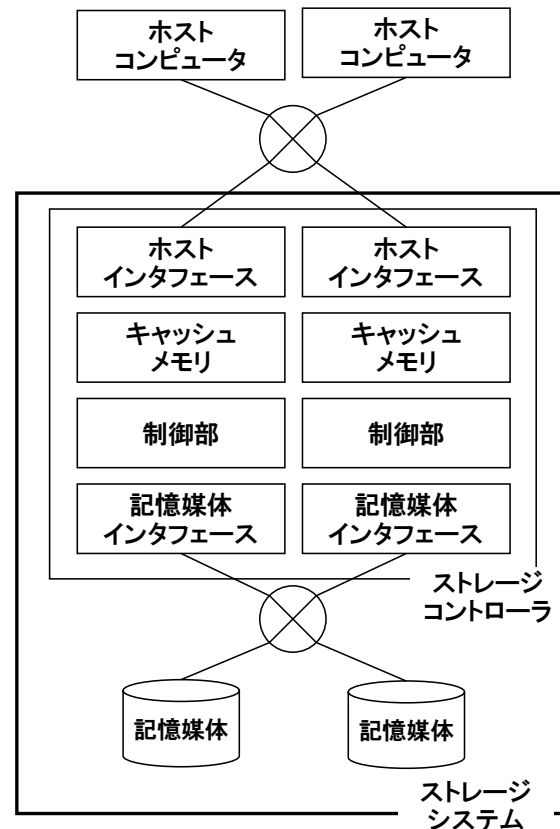 ホスト
コンピュータ
ホスト
コンピュータ
ホスト
インタフェース
ホスト
インタフェース
キャッシュ
メモリ
キャッシュ
メモリ
制御部
制御部
記憶媒体
インタフェース
記憶媒体
インタフェース
ストレージ
コントローラ
記憶媒体
記憶媒体
ストレージ
システム